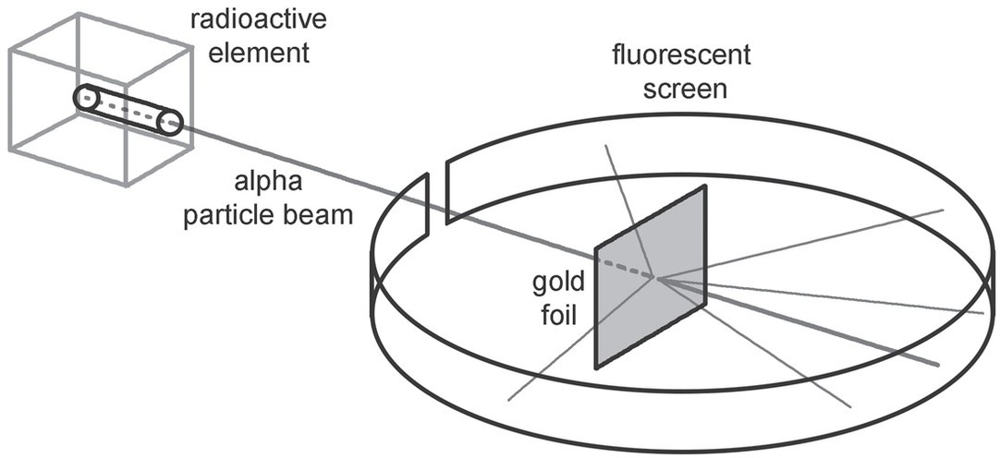 radioactive
element
fluorescent
screen
alpha
particle beam
gold
foil